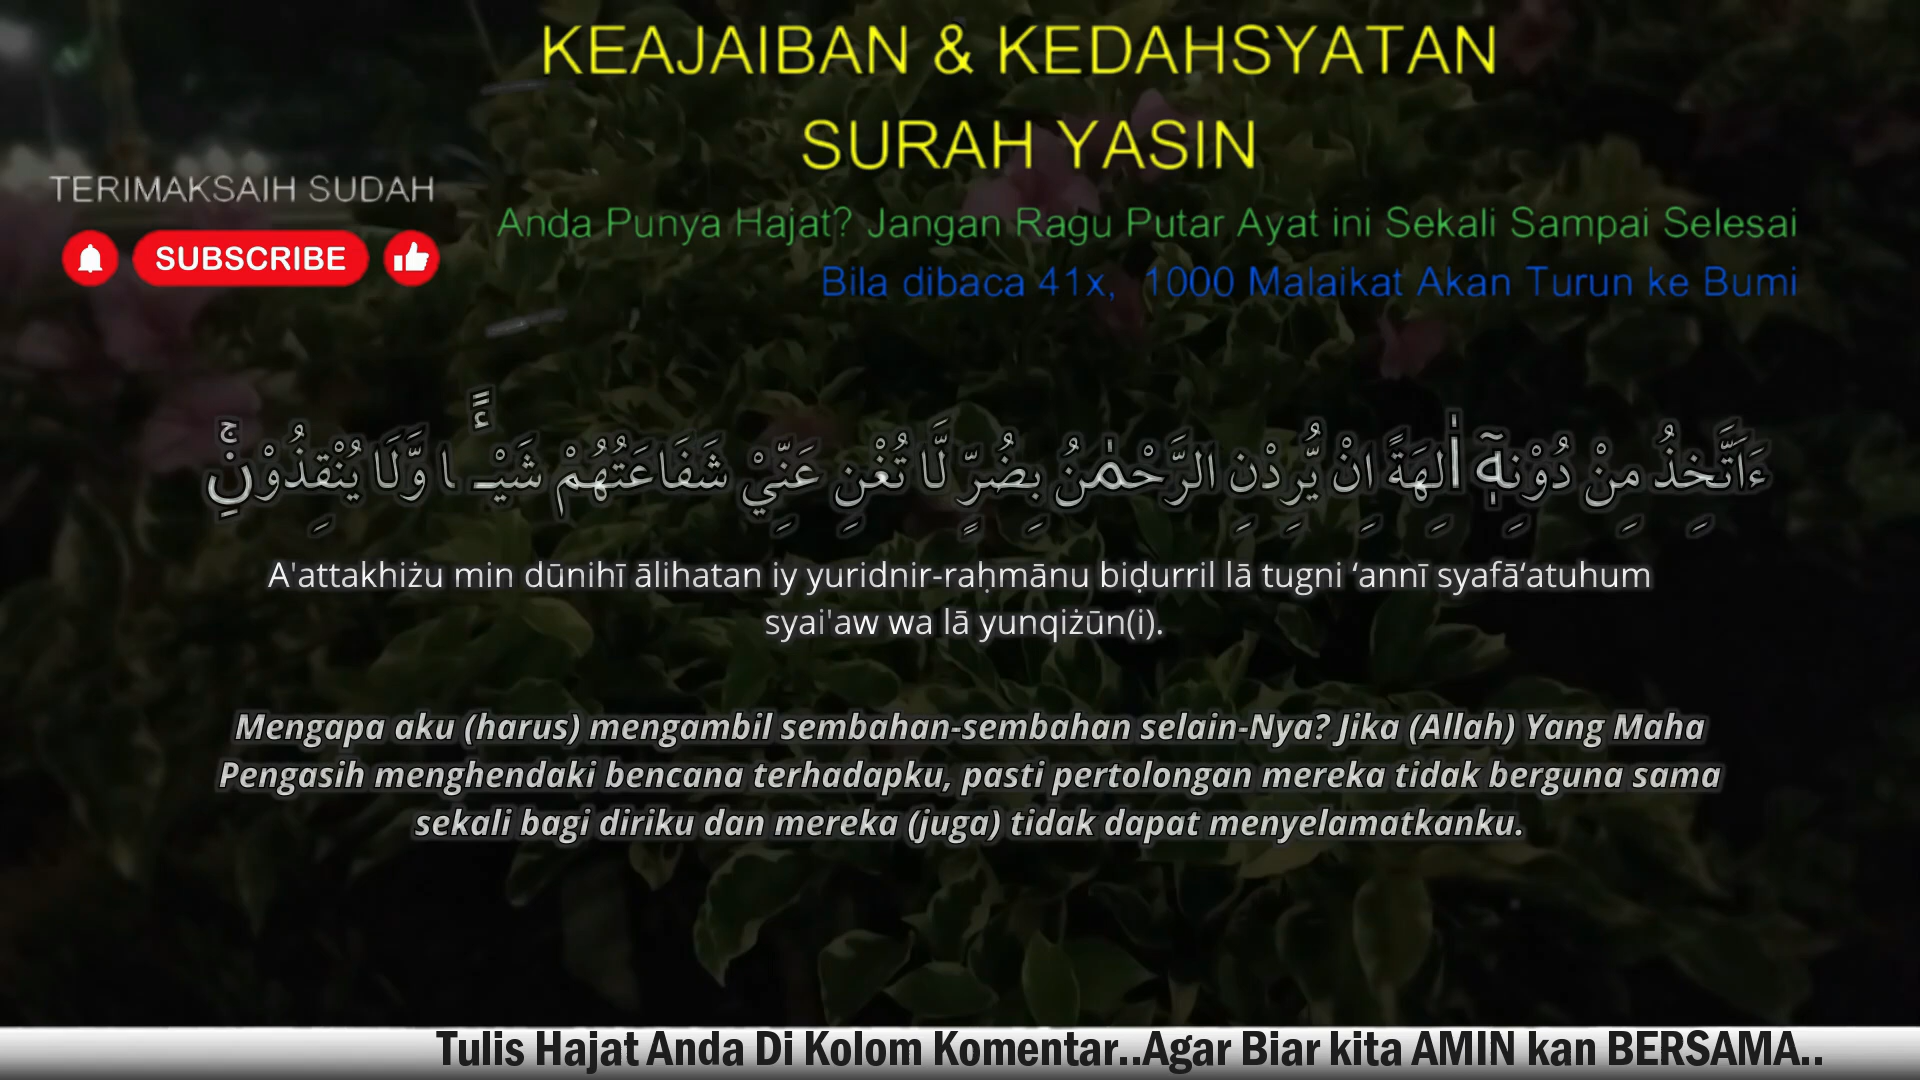 KEAJAIBAN & KEDAHSYATAN
SURAH YASIN
TERIMAKSAIH SUDAH
SUBSCRIBE
Anda Punya Hajat? Jangan Ragu Putar Ayat ini Sekali Sampai Selesai
Bila dibaca 41x, 1000 Malaikat Akan Turun ke Bumi
ءَاَتَّخِذُ مِنْ دُوْنِهٖٓ اٰلِهَةً اِنْ يُّرِدْنِ الرَّحْمٰنُ بِضُرٍّ لَّا تُغْنِ عَنِّيْ شَفَاعَتُهُمْ شَيْـًٔا وَّلَا يُنْقِذُوْنِۚ
A'attakhiżu min dūnihī ālihatan iy yuridnir-raḥmānu biḍurril lā tugni ‘annī syafā‘atuhum
syai'aw wa lā yunqiżūn(i).
Mengapa aku (harus) mengambil sembahan-sembahan selain-Nya? Jika (Allah) Yang Maha
Pengasih menghendaki bencana terhadapku, pasti pertolongan mereka tidak berguna sama
sekali bagi diriku dan mereka (juga) tidak dapat menyelamatkanku.
Tulis Hajat Anda Di Kolom Komentar..Agar Biar kita AMIN kan BERSAMA..